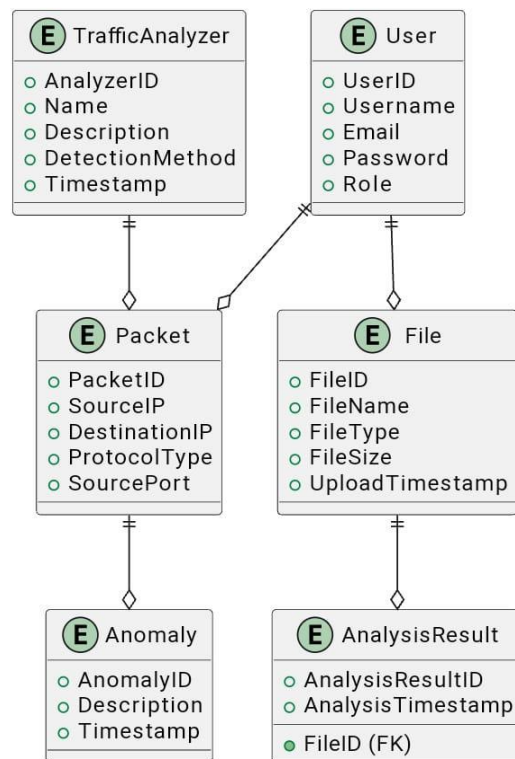 E TrafficAnalyzer
AnalyzerID
Name
Description
DetectionMethod
Timestamp
E User
UserID
Username
Email
Password
Role
E Packet
PacketID
SourceIP
DestinationIP
ProtocolType
SourcePort
E File
FileID
FileName
FileType
FileSize
UploadTimestamp
E Anomaly
AnomalyID
Description
Timestamp
E AnalysisResult
AnalysisResultID
AnalysisTimestamp
FileID (FK)